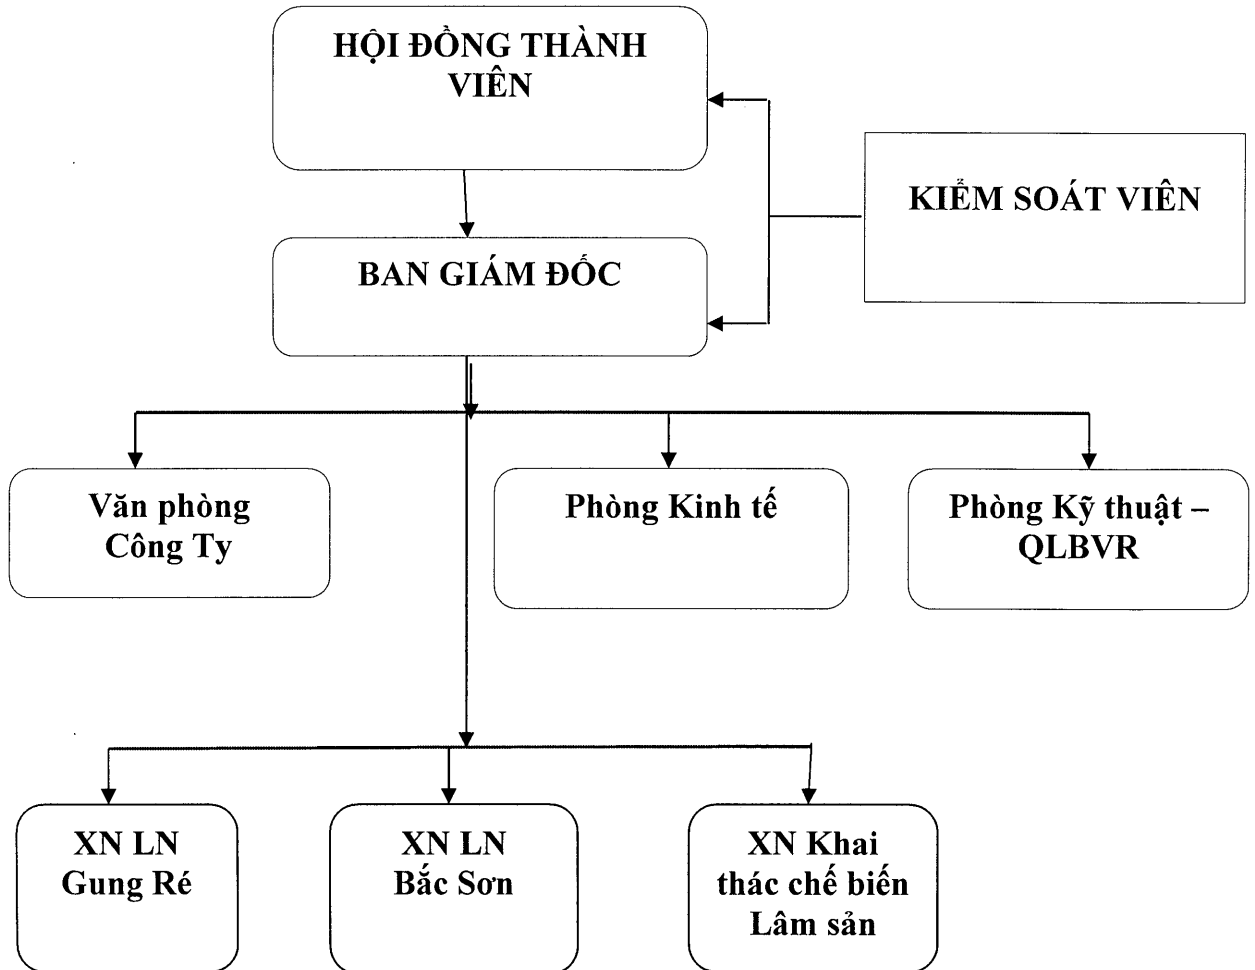 HỘI ĐỒNG THÀNH
VIÊN
KIỂM SOÁT VIÊN
BAN GIÁM ĐỐC
Văn phòng
Công Ty
Phòng Kinh tế
Phòng Kỹ thuật –
QLBVR
XN LN
Gung Ré
XN LN
Bắc Sơn
XN Khai
thác chế biến
Lâm sản